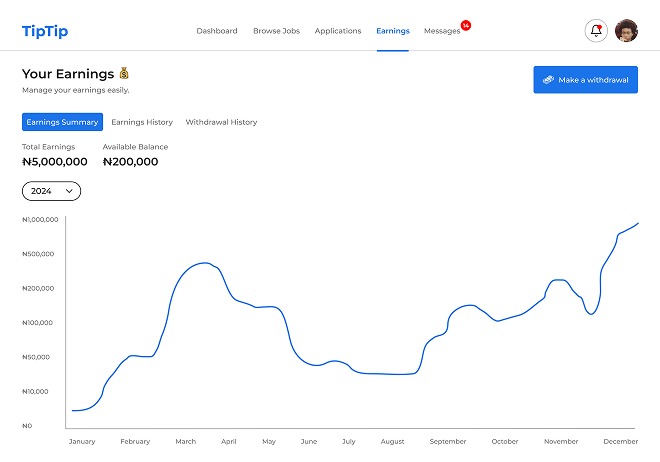 TipTip
Dashboard Browse Jobs Applications Earnings Messages 14
Your Earnings 💰
Manage your earnings easily.
Make a withdrawal
Earnings Summary Earnings History Withdrawal History
Total Earnings Available Balance
₦5,000,000 ₦200,000
2024
₦1,000,000
₦500,000
₦200,000
₦100,000
₦50,000
₦10,000
₦0
January February March April May June July August September October November December